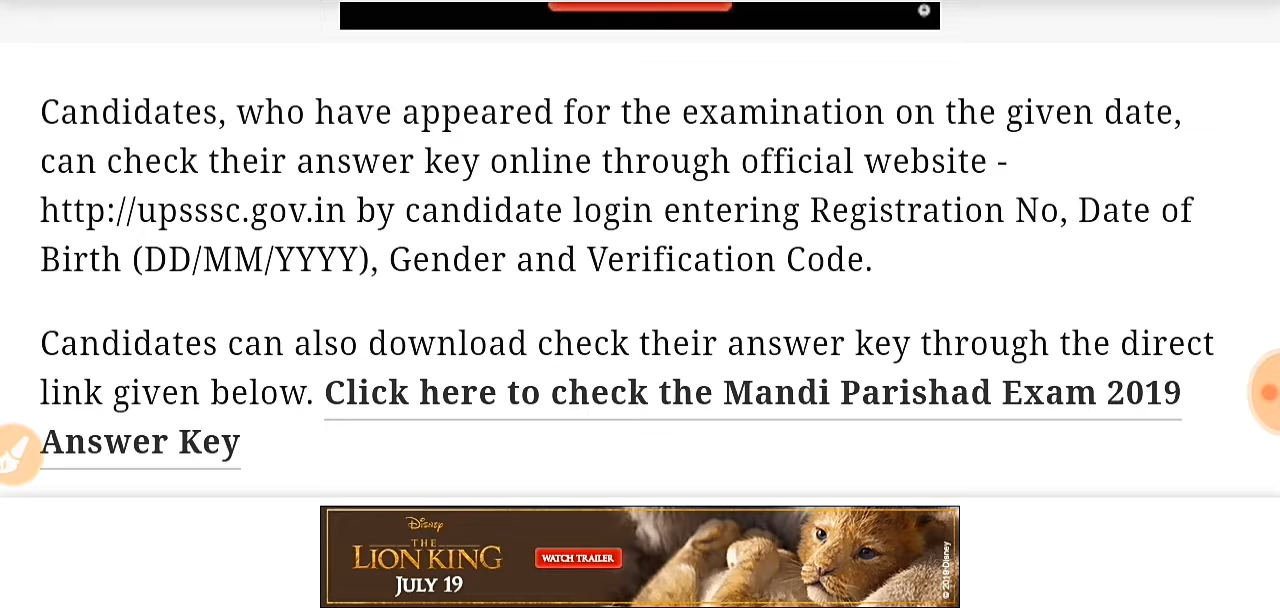 Candidates, who have appeared for the examination on the given date,
can check their answer key online through official website -
http://upsssc.gov.in by candidate login entering Registration No, Date of
Birth (DD/MM/YYYY), Gender and Verification Code.
Candidates can also download check their answer key through the direct
link given below. Click here to check the Mandi Parishad Exam 2019
Answer Key
Disney
THE
LION KING
JULY 19
WATCH TRAILER
© 2019 Disney